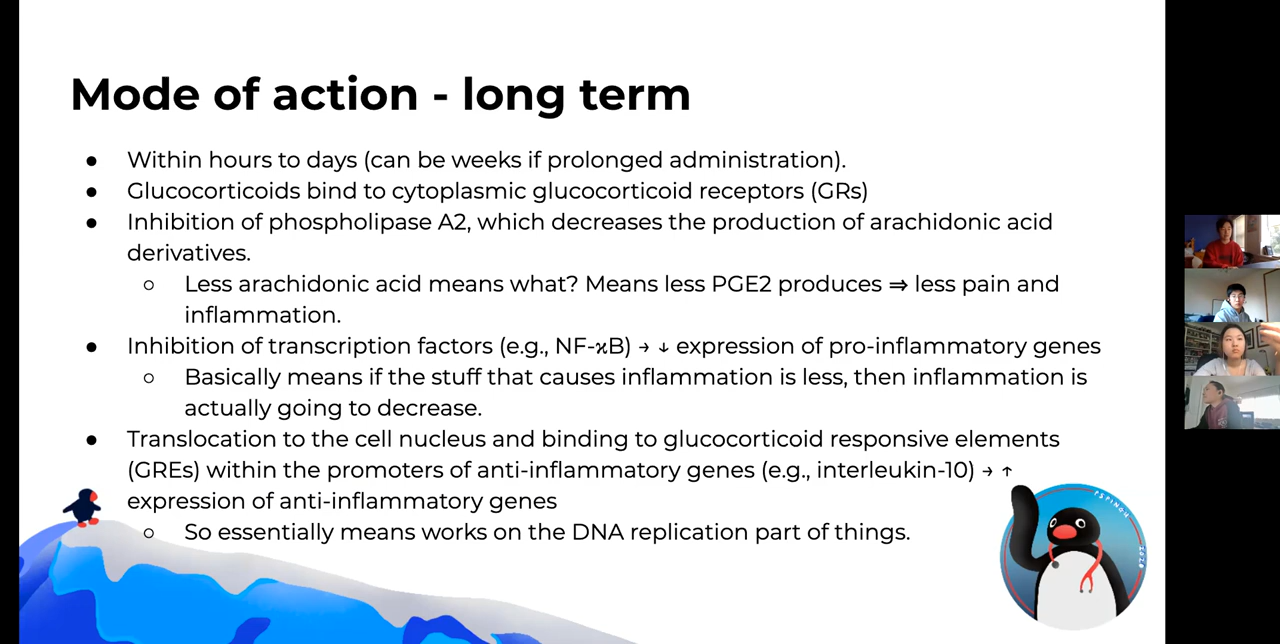 Mode of action - long term
● Within hours to days (can be weeks if prolonged administration).
● Glucocorticoids bind to cytoplasmic glucocorticoid receptors (GRs)
● Inhibition of phospholipase A2, which decreases the production of arachidonic acid
derivatives.
○ Less arachidonic acid means what? Means less PGE2 produces ⇒ less pain and
inflammation.
● Inhibition of transcription factors (e.g., NF-ϰB) → ↓ expression of pro-inflammatory genes
○ Basically means if the stuff that causes inflammation is less, then inflammation is
actually going to decrease.
● Translocation to the cell nucleus and binding to glucocorticoid responsive elements
(GREs) within the promoters of anti-inflammatory genes (e.g., interleukin-10) → ↑
expression of anti-inflammatory genes
○ So essentially means works on the DNA replication part of things.